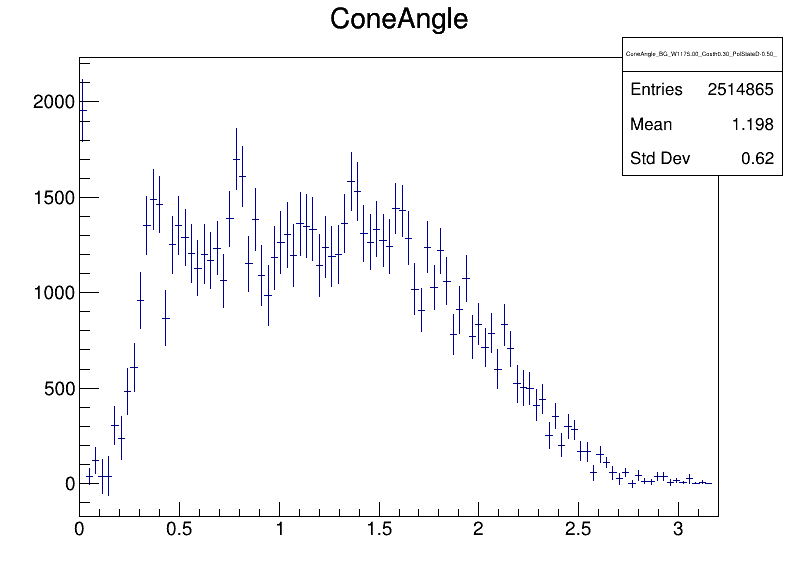 ConeAngle
ConeAngle_BG_W1175.00_Costh0.30_PolStateD-0.50_
Entries 2514865
Mean 1.198
Std Dev 0.62
2000
1500
1000
500
0
0 0.5 1 1.5 2 2.5 3